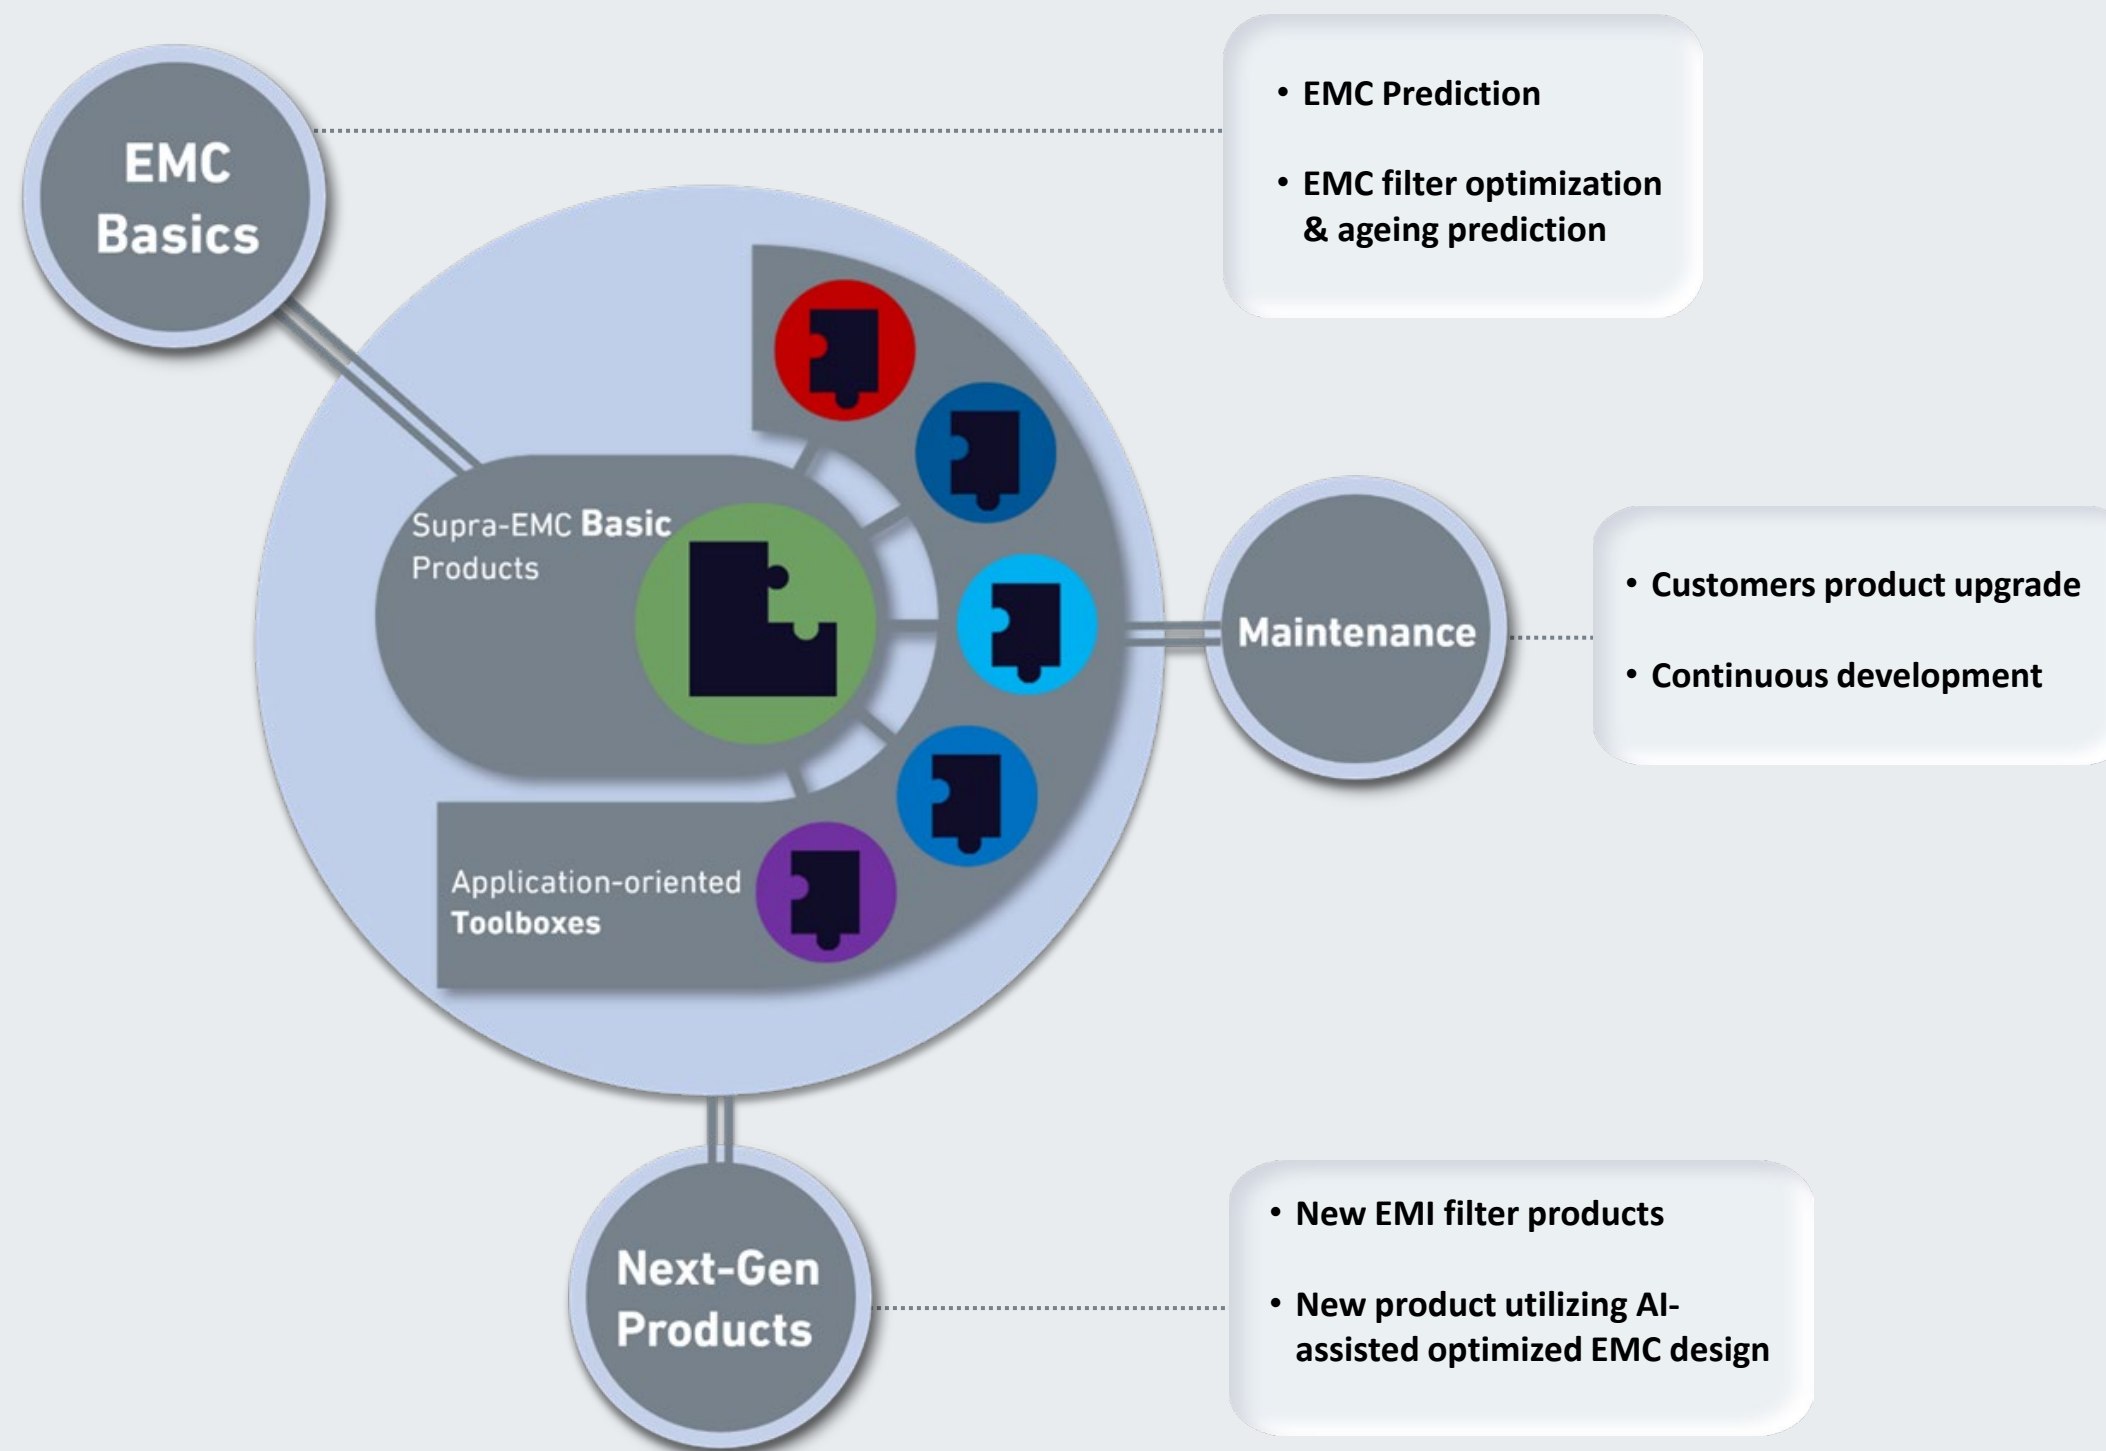 EMC
Basics
• EMC Prediction
• EMC filter optimization
& ageing prediction
Supra-EMC Basic
Products
Application-oriented
Toolboxes
Maintenance
• Customers product upgrade
• Continuous development
Next-Gen
Products
• New EMI filter products
• New product utilizing AI-
assisted optimized EMC design